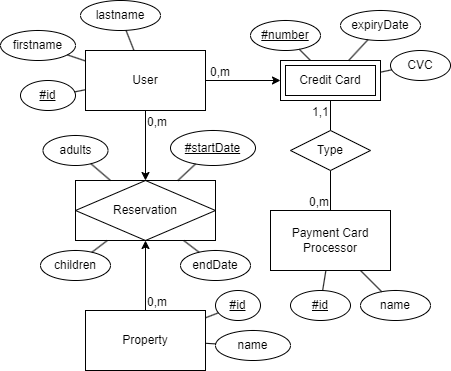 lastname
expiryDate
#number
firstname
CVC
User
0,m
Credit Card
#id
1,1
0,m
adults
#startDate
Type
0,m
Reservation
Payment Card
Processor
children
endDate
0,m
#id
#id
name
Property
name